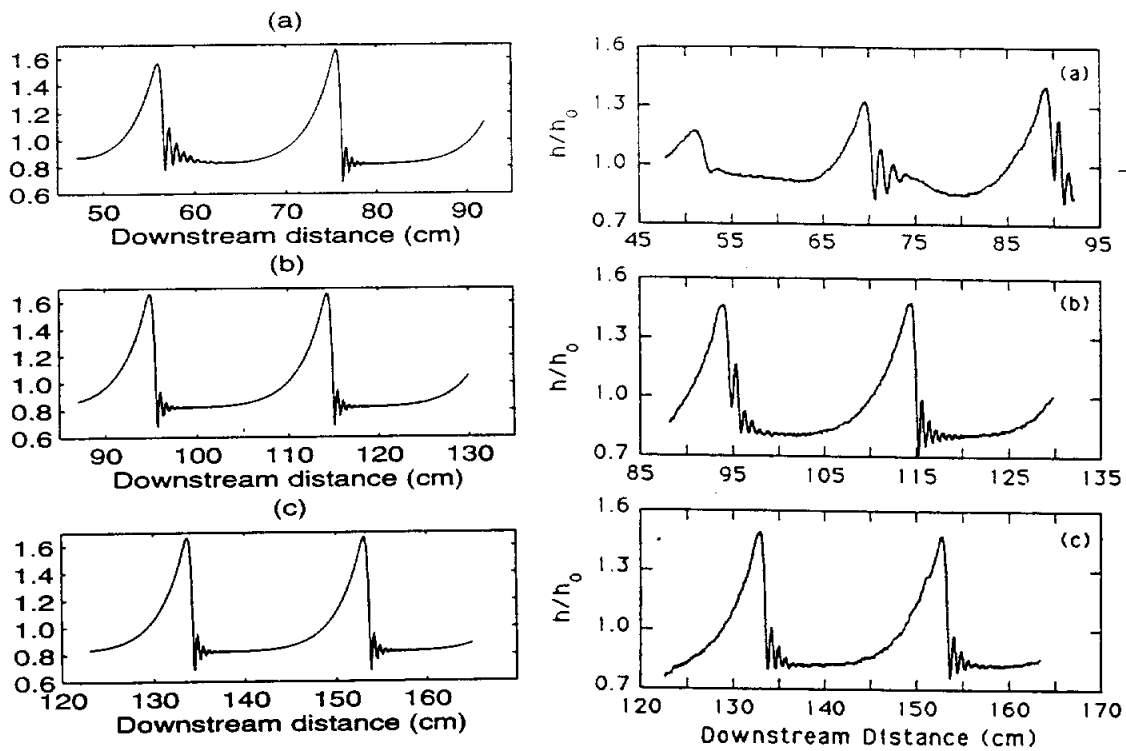 (a)
1.6
1.4
1.2
1.0
0.8
0.6
50 60 70 80 90
Downstream distance (cm)
(b)
1.6
1.4
1.2
1.0
0.8
0.6
90 100 110 120 130
Downstream distance (cm)
(c)
1.6
1.4
1.2
1.0
0.8
0.6
120 130 140 150 160
Downstream distance (cm)
1.6
(a)
1.3
h/h₀
1.0
0.7
45 55 65 75 85 95
1.6
(b)
1.3
h/h₀
1.0
0.7
85 95 105 115 125 135
1.6
(c)
1.3
h/h₀
1.0
0.7
120 130 140 150 160 170
Downstream Distance (cm)